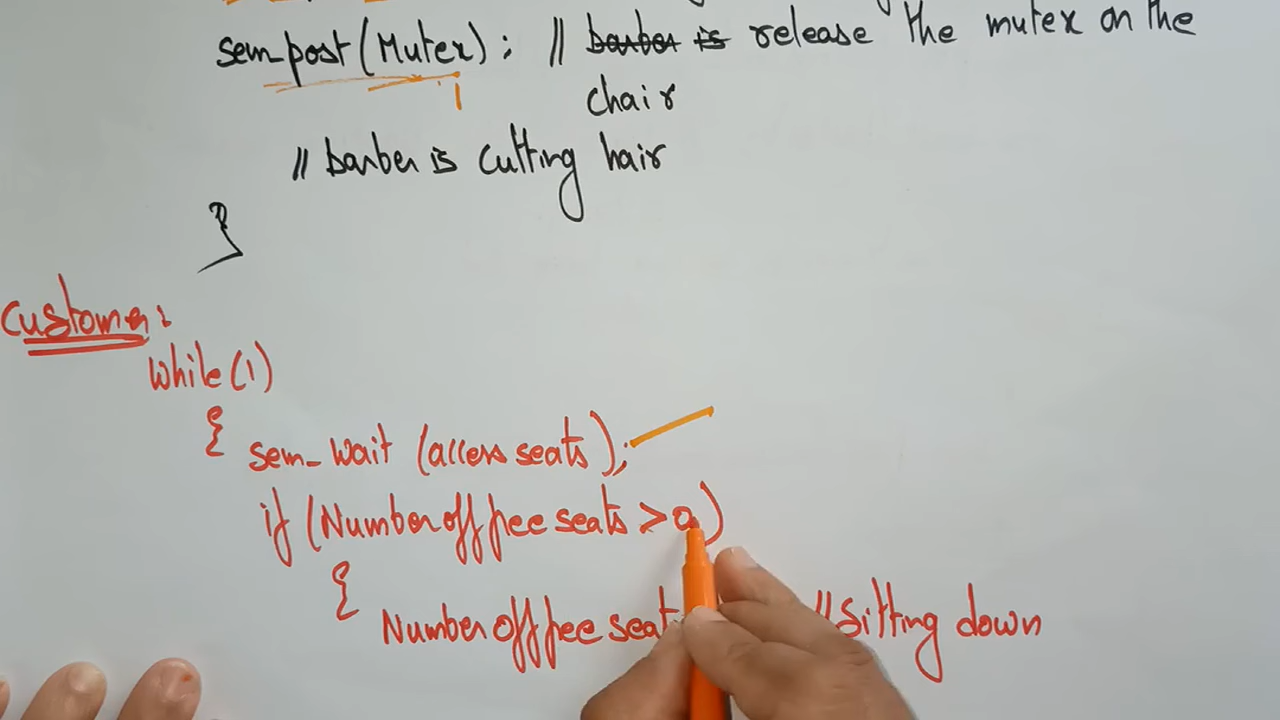 sem_post (Mutex) ; // barber is release the mutex on the
chair
// barber is cutting hair
}
Customer:
While (1)
{ sem_wait (access seats);
if (Number of free seats > 0)
{
Number of free seat // Sitting down